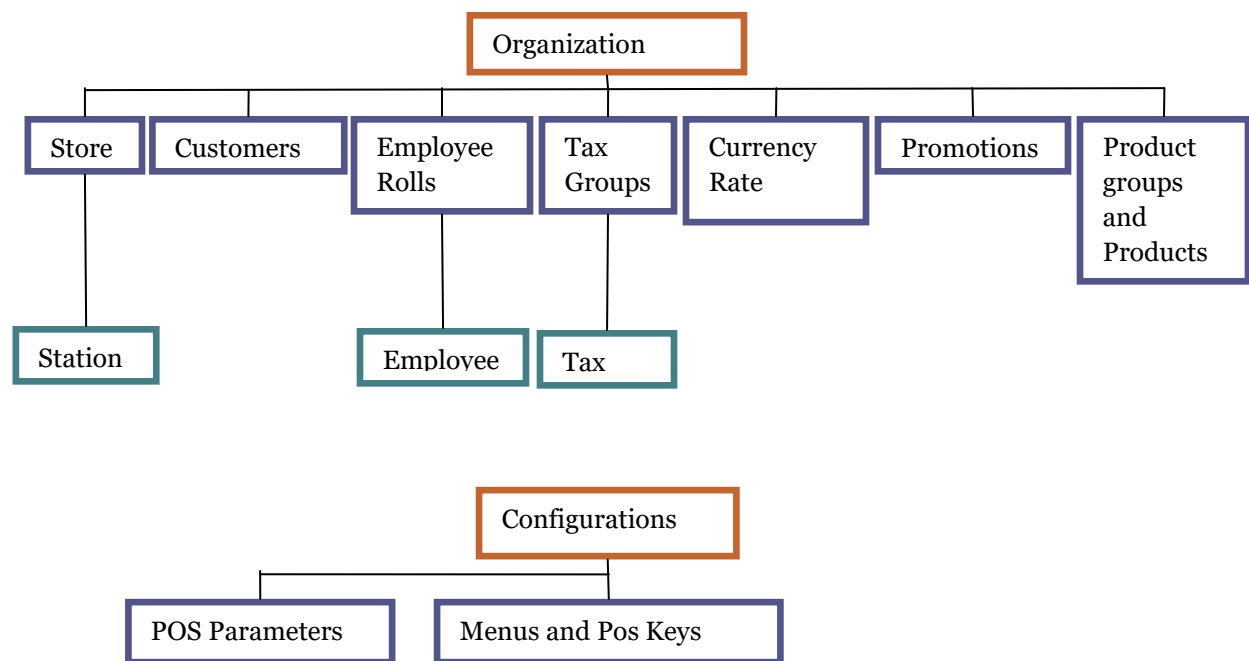 Organization
Store
Customers
Employee
Rolls
Tax
Groups
Currency
Rate
Promotions
Product
groups
and
Products
Station
Employee
Tax
Configurations
POS Parameters
Menus and Pos Keys